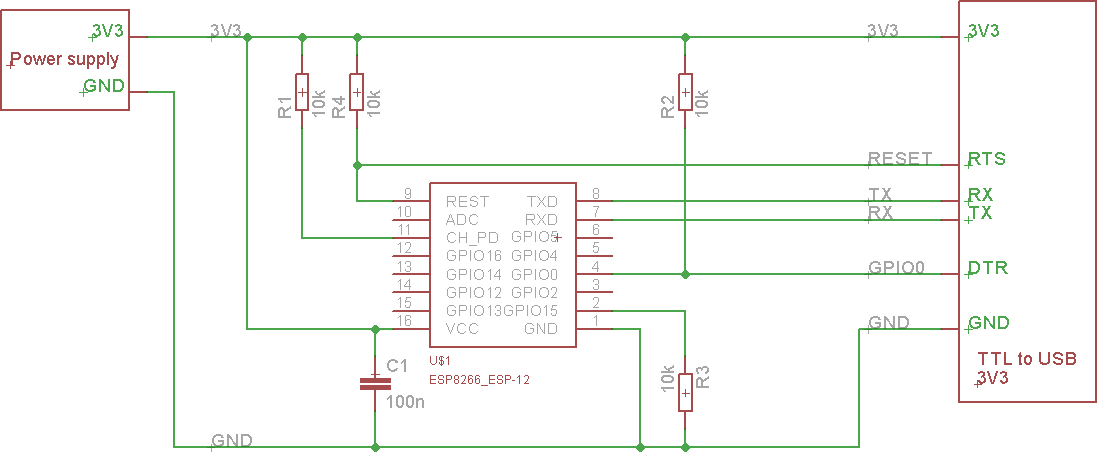 3V3
Power supply
GND
3V3
3V3
3V3
R1
10k
R4
10k
R2
10k
RESET
RTS
TX
RX
RX
TX
GPIO0
DTR
GND
GND
TTL to USB
3V3
9
REST
TXD
8
10
ADC
RXD
7
11
CH_PD
GPIO5
6
12
GPIO16
GPIO4
5
13
GPIO14
GPIO0
4
14
GPIO12
GPIO2
3
15
GPIO13
GPIO15
2
16
VCC
GND
1
U$1
ESP8266_ESP-12
C1
100n
10k
R3
GND